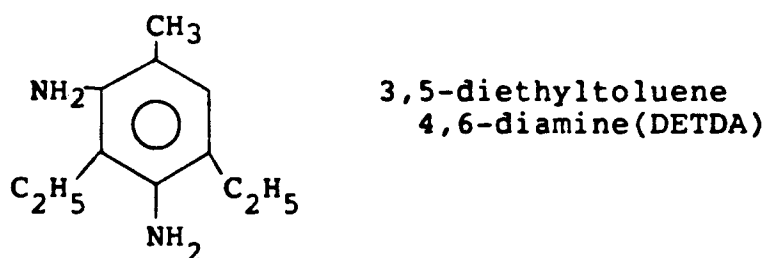 CH3
NH2
3,5-diethyltoluene
4,6-diamine(DETDA)
C2H5
C2H5
NH2